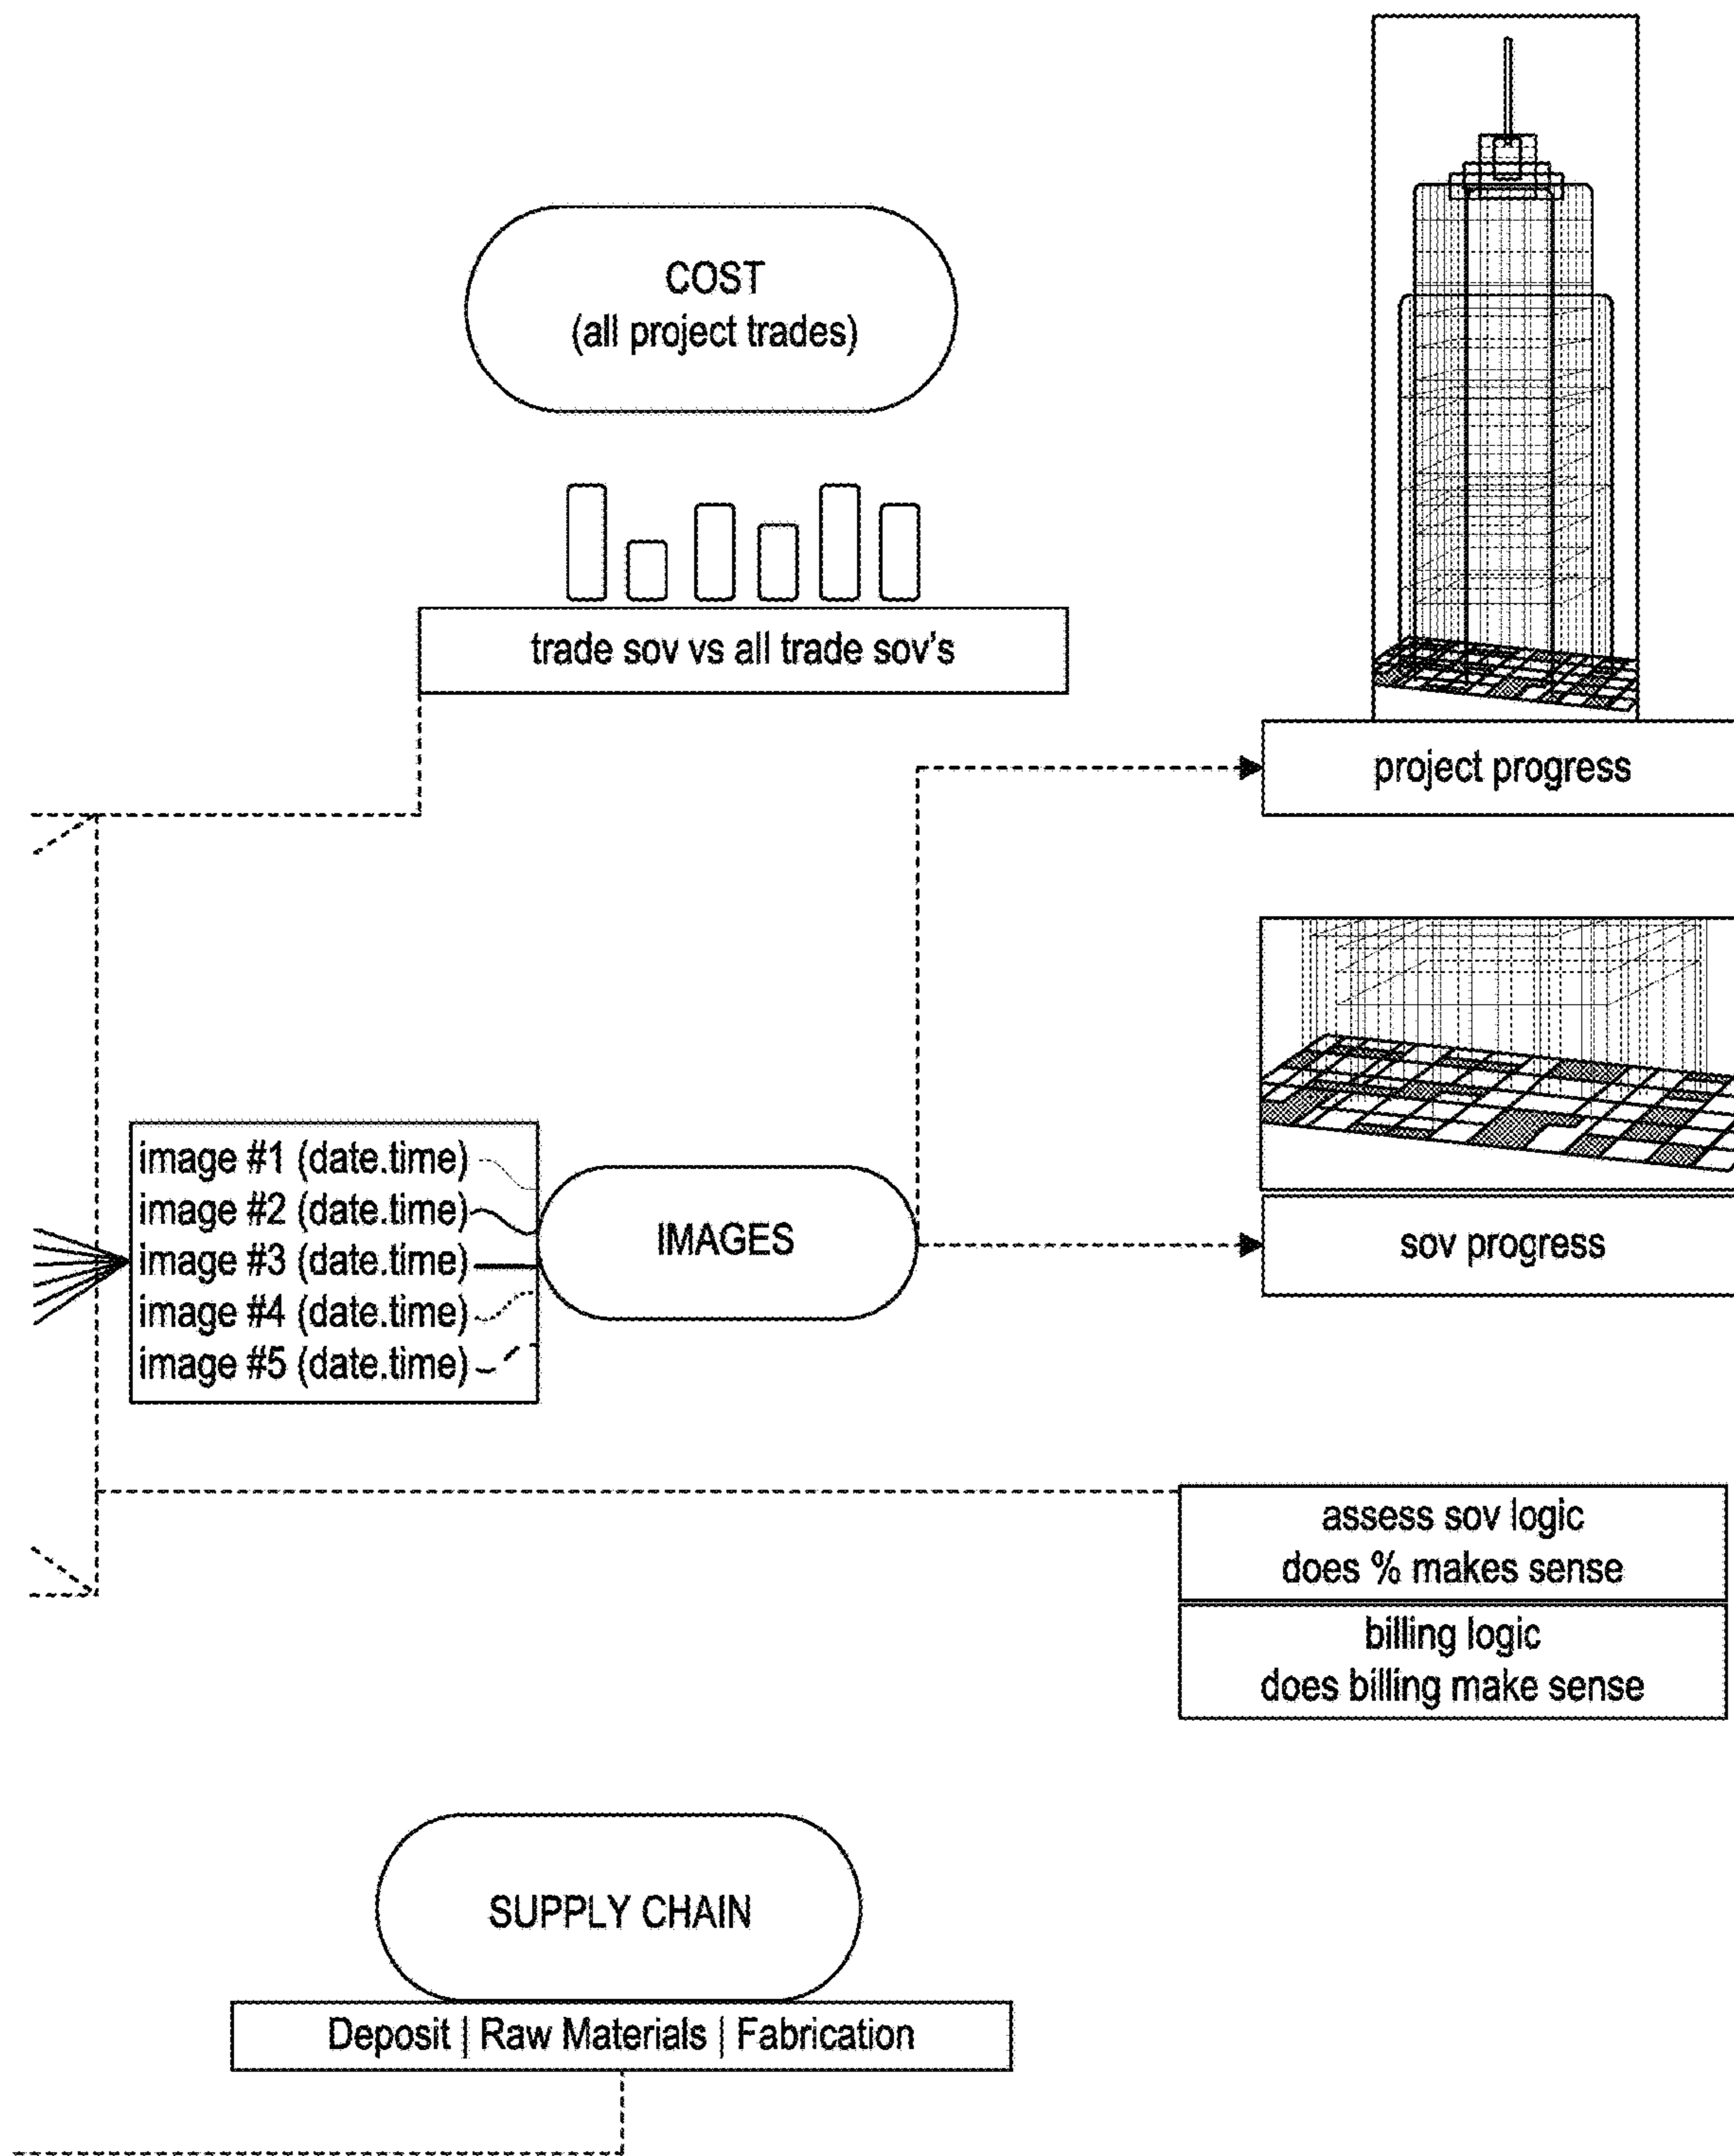 COST
(all project trades)
trade sov vs all trade sov's
project progress
image #1 (date.time)
image #2 (date.time)
image #3 (date.time)
image #4 (date.time)
image #5 (date.time)
IMAGES
sov progress
assess sov logic
does % makes sense
billing logic
does billing make sense
SUPPLY CHAIN
Deposit | Raw Materials | Fabrication